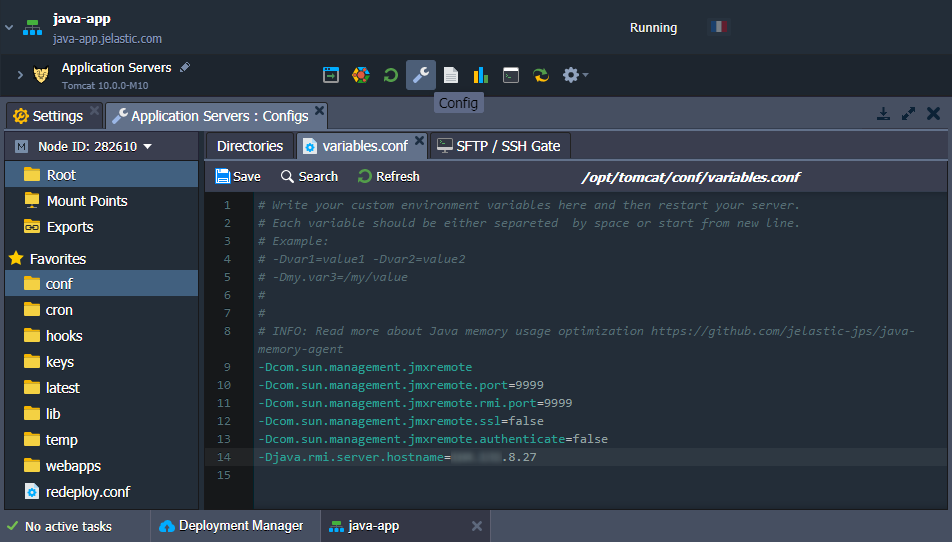 java-app
java-app.jelastic.com
Running
Application Servers
Tomcat 10.0.0-M10
Config
Settings
Application Servers : Configs
M Node ID: 282610
Directories
variables.conf
SFTP / SSH Gate
Root
Mount Points
Exports
Favorites
conf
cron
hooks
keys
latest
lib
temp
webapps
redeploy.conf
Save
Search
Refresh
/opt/tomcat/conf/variables.conf
1 # Write your custom environment variables here and then restart your server.
2 # Each variable should be either separeted  by space or start from new line.
3 # Example:
4 # -Dvar1=value1 -Dvar2=value2
5 # -Dmy.var3=/my/value
6 #
7 #
8 # INFO: Read more about Java memory usage optimization https://github.com/jelastic-jps/java-
memory-agent
9 -Dcom.sun.management.jmxremote
10 -Dcom.sun.management.jmxremote.port=9999
11 -Dcom.sun.management.jmxremote.rmi.port=9999
12 -Dcom.sun.management.jmxremote.ssl=false
13 -Dcom.sun.management.jmxremote.authenticate=false
14 -Djava.rmi.server.hostname= .8.27
15
No active tasks
Deployment Manager
java-app